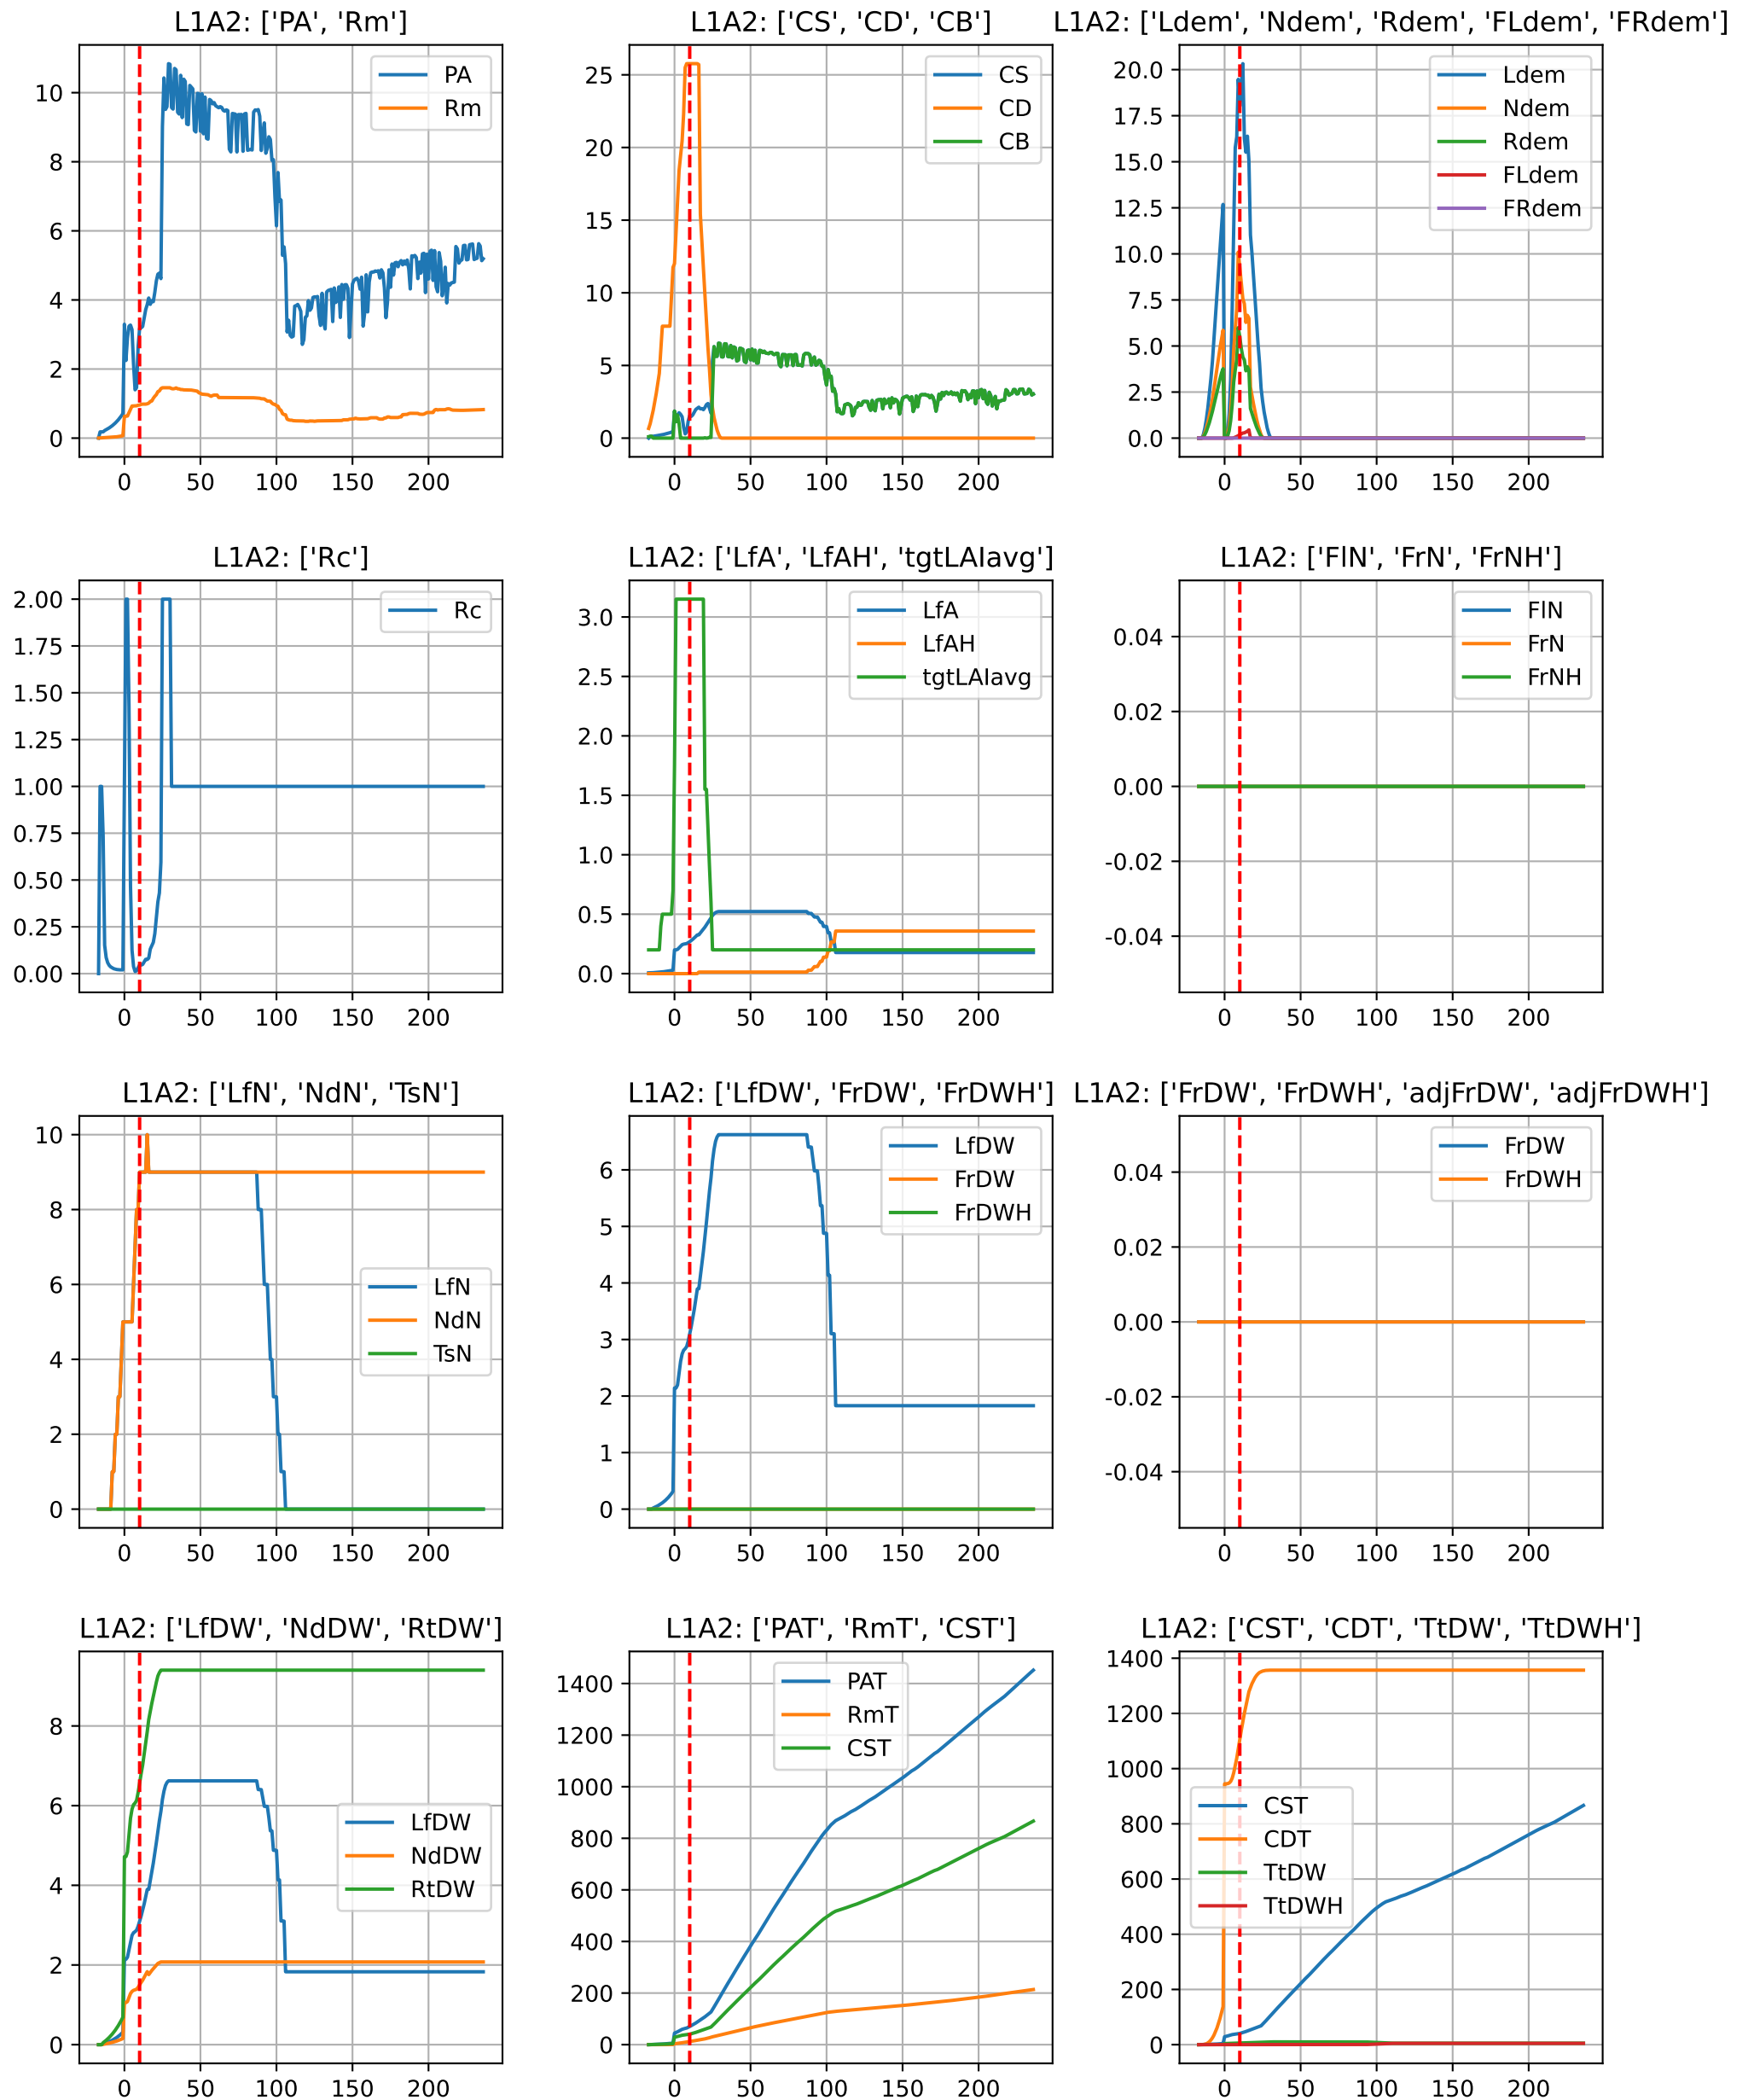 L1A2: ['PA', 'Rm']
10
8
6
4
2
0
0 50 100 150 200
PA
Rm
L1A2: ['CS', 'CD', 'CB']
25
20
15
10
5
0
0 50 100 150 200
CS
CD
CB
L1A2: ['Ldem', 'Ndem', 'Rdem', 'FLdem', 'FRdem']
20.0
17.5
15.0
12.5
10.0
7.5
5.0
2.5
0.0
0 50 100 150 200
Ldem
Ndem
Rdem
FLdem
FRdem
L1A2: ['Rc']
2.00
1.75
1.50
1.25
1.00
0.75
0.50
0.25
0.00
0 50 100 150 200
Rc
L1A2: ['LfA', 'LfAH', 'tgtLAIavg']
3.0
2.5
2.0
1.5
1.0
0.5
0.0
0 50 100 150 200
LfA
LfAH
tgtLAIavg
L1A2: ['FlN', 'FrN', 'FrNH']
0.04
0.02
0.00
-0.02
-0.04
0 50 100 150 200
FlN
FrN
FrNH
L1A2: ['LfN', 'NdN', 'TsN']
10
8
6
4
2
0
0 50 100 150 200
LfN
NdN
TsN
L1A2: ['LfDW', 'FrDW', 'FrDWH']
6
5
4
3
2
1
0
0 50 100 150 200
LfDW
FrDW
FrDWH
L1A2: ['FrDW', 'FrDWH', 'adjFrDW', 'adjFrDWH']
0.04
0.02
0.00
-0.02
-0.04
0 50 100 150 200
FrDW
FrDWH
L1A2: ['LfDW', 'NdDW', 'RtDW']
8
6
4
2
0
0 50 100 150 200
LfDW
NdDW
RtDW
L1A2: ['PAT', 'RmT', 'CST']
1400
1200
1000
800
600
400
200
0
0 50 100 150 200
PAT
RmT
CST
L1A2: ['CST', 'CDT', 'TtDW', 'TtDWH']
1400
1200
1000
800
600
400
200
0
0 50 100 150 200
CST
CDT
TtDW
TtDWH